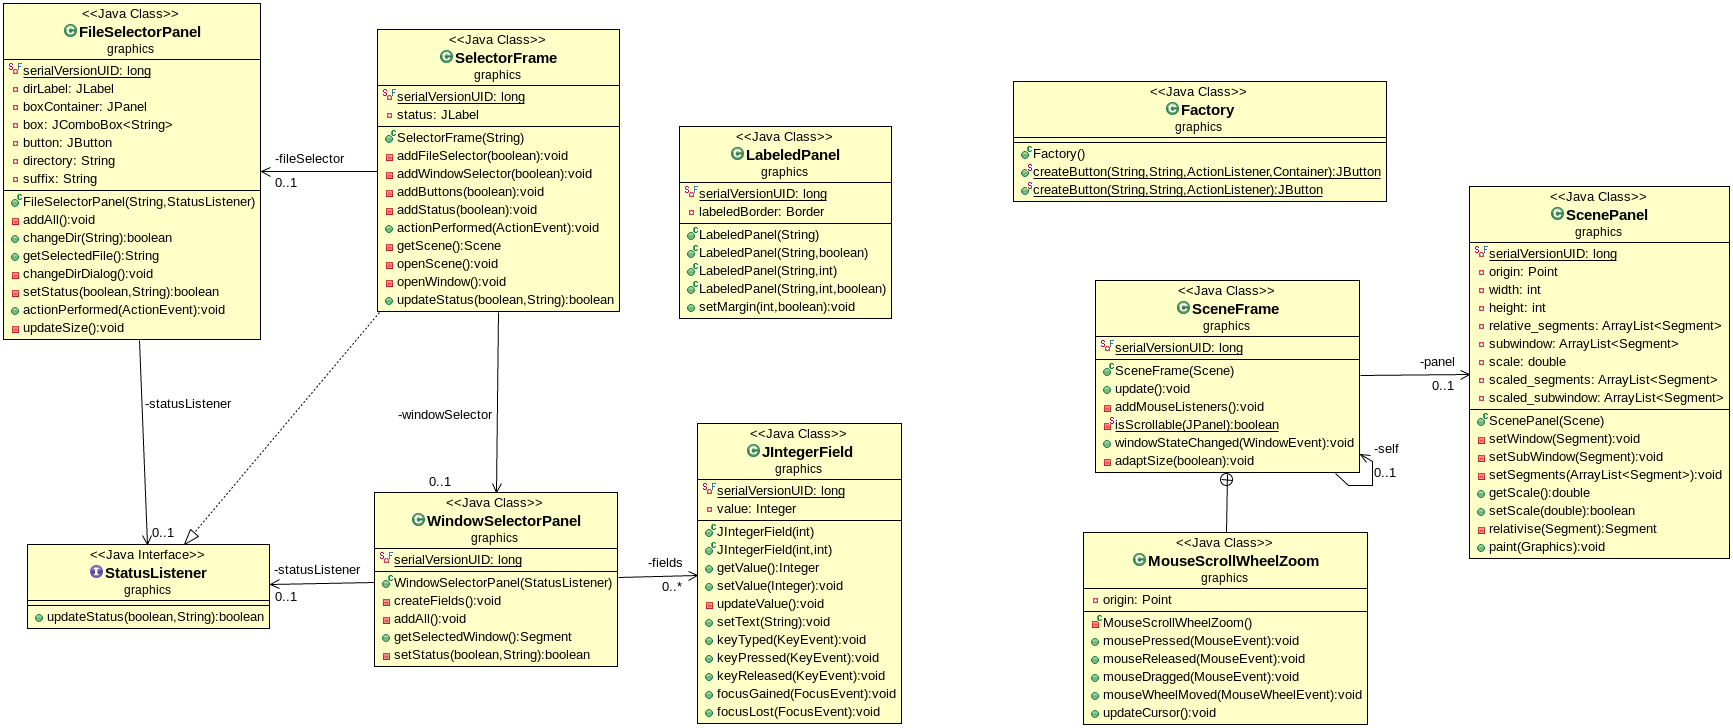 <<Java Class>>
FileSelectorPanel
graphics
serialVersionUID: long
dirLabel: JLabel
boxContainer: JPanel
box: JComboBox<String>
button: JButton
directory: String
suffix: String
FileSelectorPanel(String,StatusListener)
addAll():void
changeDir(String):boolean
getSelectedFile():String
changeDirDialog():void
setStatus(boolean,String):boolean
actionPerformed(ActionEvent):void
updateSize():void
-fileSelector
0..1
<<Java Class>>
SelectorFrame
graphics
serialVersionUID: long
status: JLabel
SelectorFrame(String)
addFileSelector(boolean):void
addWindowSelector(boolean):void
addButtons(boolean):void
addStatus(boolean):void
actionPerformed(ActionEvent):void
getScene():Scene
openScene():void
openWindow():void
updateStatus(boolean,String):boolean
<<Java Class>>
LabeledPanel
graphics
serialVersionUID: long
labeledBorder: Border
LabeledPanel(String)
LabeledPanel(String,boolean)
LabeledPanel(String,int)
LabeledPanel(String,int,boolean)
setMargin(int,boolean):void
<<Java Class>>
Factory
graphics
Factory()
createButton(String,String,ActionListener,Container):JButton
createButton(String,String,ActionListener):JButton
<<Java Class>>
ScenePanel
graphics
serialVersionUID: long
origin: Point
width: int
height: int
relative_segments: ArrayList<Segment>
subwindow: ArrayList<Segment>
scale: double
scaled_segments: ArrayList<Segment>
scaled_subwindow: ArrayList<Segment>
ScenePanel(Scene)
setWindow(Segment):void
setSubWindow(Segment):void
setSegments(ArrayList<Segment>):void
getScale():double
setScale(double):boolean
relativise(Segment):Segment
paint(Graphics):void
<<Java Class>>
SceneFrame
graphics
serialVersionUID: long
SceneFrame(Scene)
update():void
addMouseListeners():void
isScrollable(JPanel):boolean
windowStateChanged(WindowEvent):void
adaptSize(boolean):void
-panel
0..1
-self
0..1
-statusListener
0..1
-windowSelector
0..1
<<Java Interface>>
StatusListener
graphics
updateStatus(boolean,String):boolean
-statusListener
0..1
<<Java Class>>
WindowSelectorPanel
graphics
serialVersionUID: long
WindowSelectorPanel(StatusListener)
createFields():void
addAll():void
getSelectedWindow():Segment
setStatus(boolean,String):boolean
-fields
0..*
<<Java Class>>
JIntegerField
graphics
serialVersionUID: long
value: Integer
JIntegerField(int)
JIntegerField(int,int)
getValue():Integer
setValue(Integer):void
updateValue():void
setText(String):void
keyTyped(KeyEvent):void
keyPressed(KeyEvent):void
keyReleased(KeyEvent):void
focusGained(FocusEvent):void
focusLost(FocusEvent):void
<<Java Class>>
MouseScrollWheelZoom
graphics
origin: Point
MouseScrollWheelZoom()
mousePressed(MouseEvent):void
mouseReleased(MouseEvent):void
mouseDragged(MouseEvent):void
mouseWheelMoved(MouseWheelEvent):void
updateCursor():void